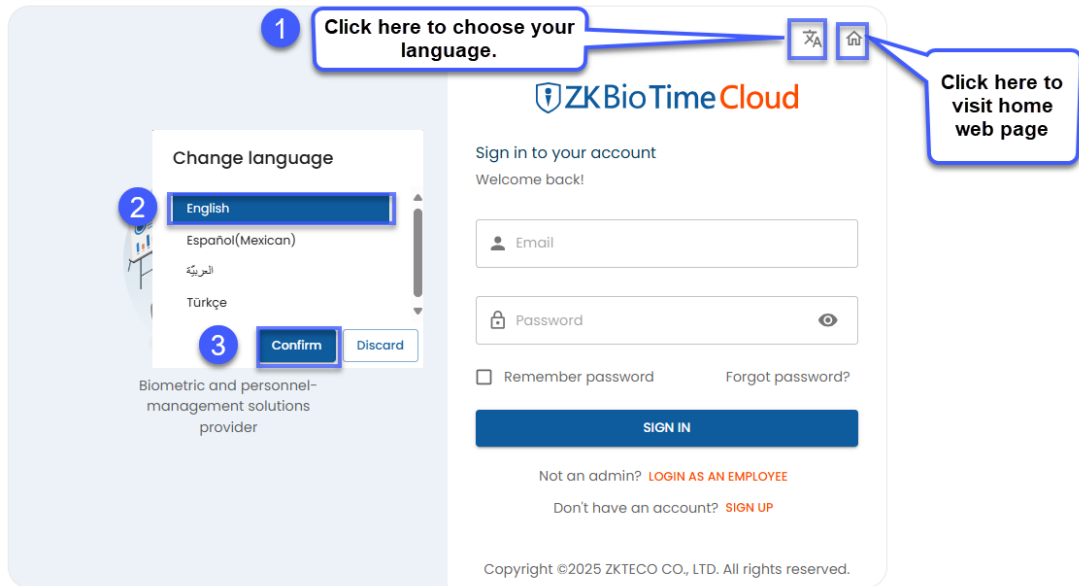 1
Click here to choose your
language.
Click here to
visit home
web page
ZKBioTime Cloud
Change language
2
English
Español(Mexican)
العربيّة
Türkçe
3
Confirm
Discard
Biometric and personnel-
management solutions
provider
Sign in to your account
Welcome back!
Email
Password
Remember password
Forgot password?
SIGN IN
Not an admin? LOGIN AS AN EMPLOYEE
Don't have an account? SIGN UP
Copyright ©2025 ZKTECO CO., LTD. All rights reserved.